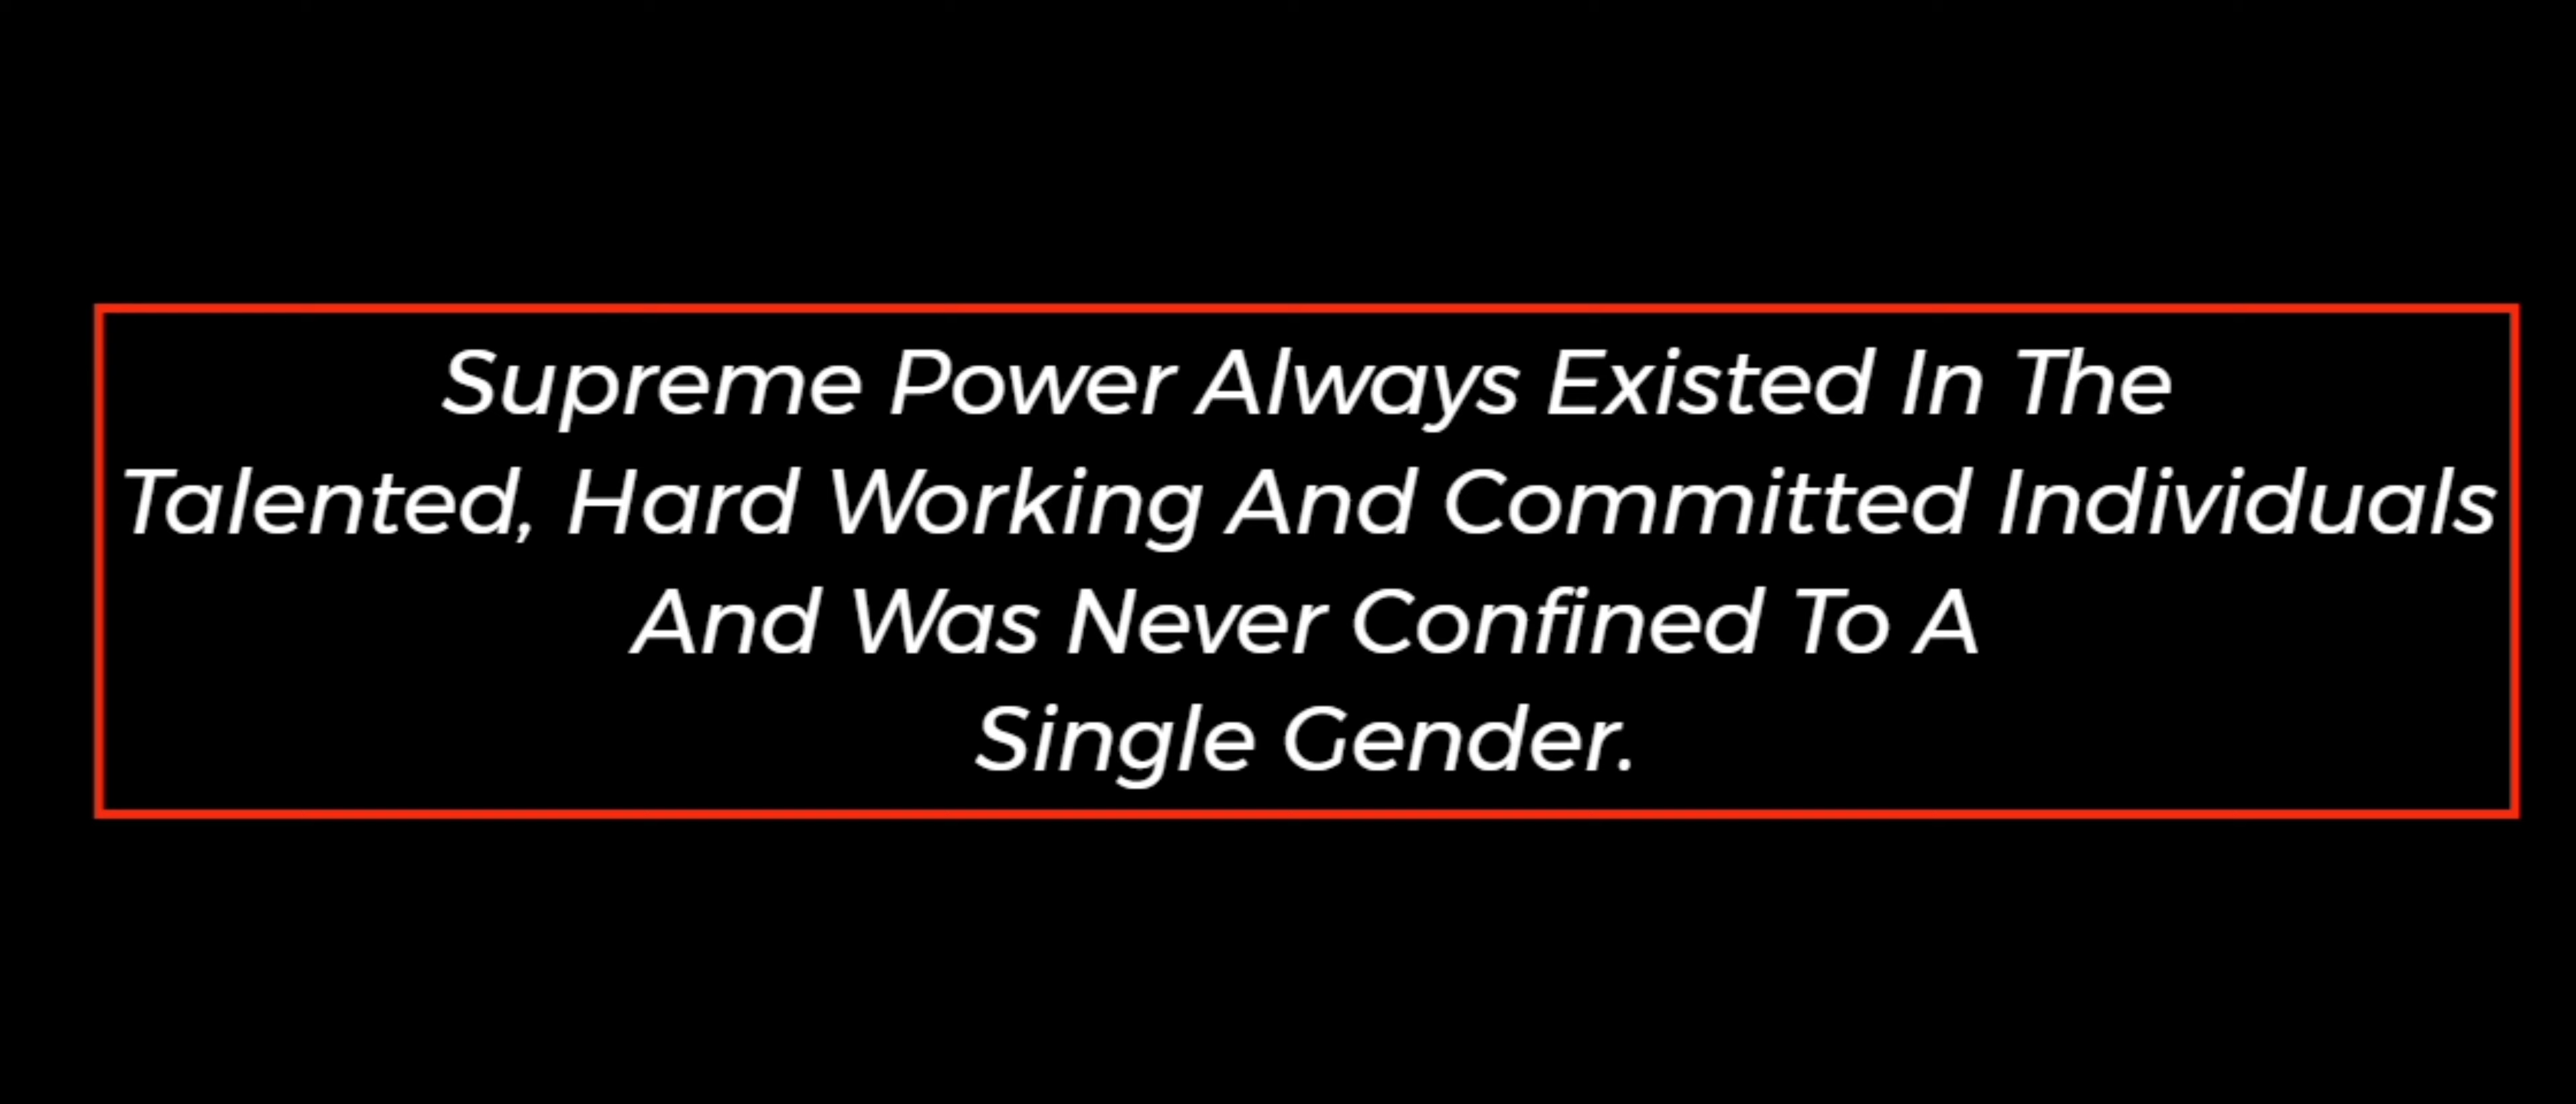 Supreme Power Always Existed In The
Talented, Hard Working And Committed Individuals
And Was Never Confined To A
Single Gender.